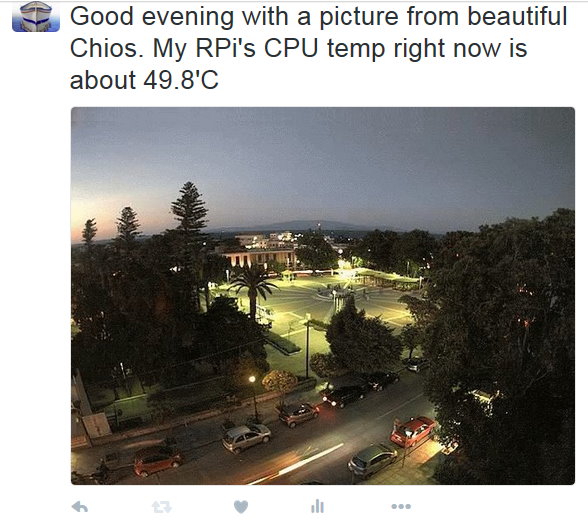 Good evening with a picture from beautiful
Chios. My RPi's CPU temp right now is
about 49.8'C